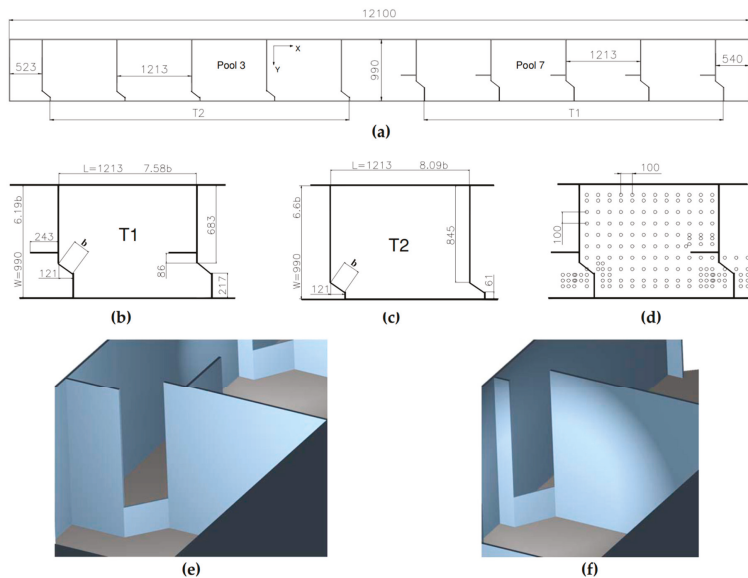 12100
523
1213
Pool 3
X
Y
990
Pool 7
1213
540
T2
T1
(a)
L=1213 7.58b
6.19b
W=990
243
b
121
T1
683
86
217
(b)
L=1213 8.09b
6.6b
W=990
b
121
T2
845
61
(c)
100
100
(d)
(e)
(f)